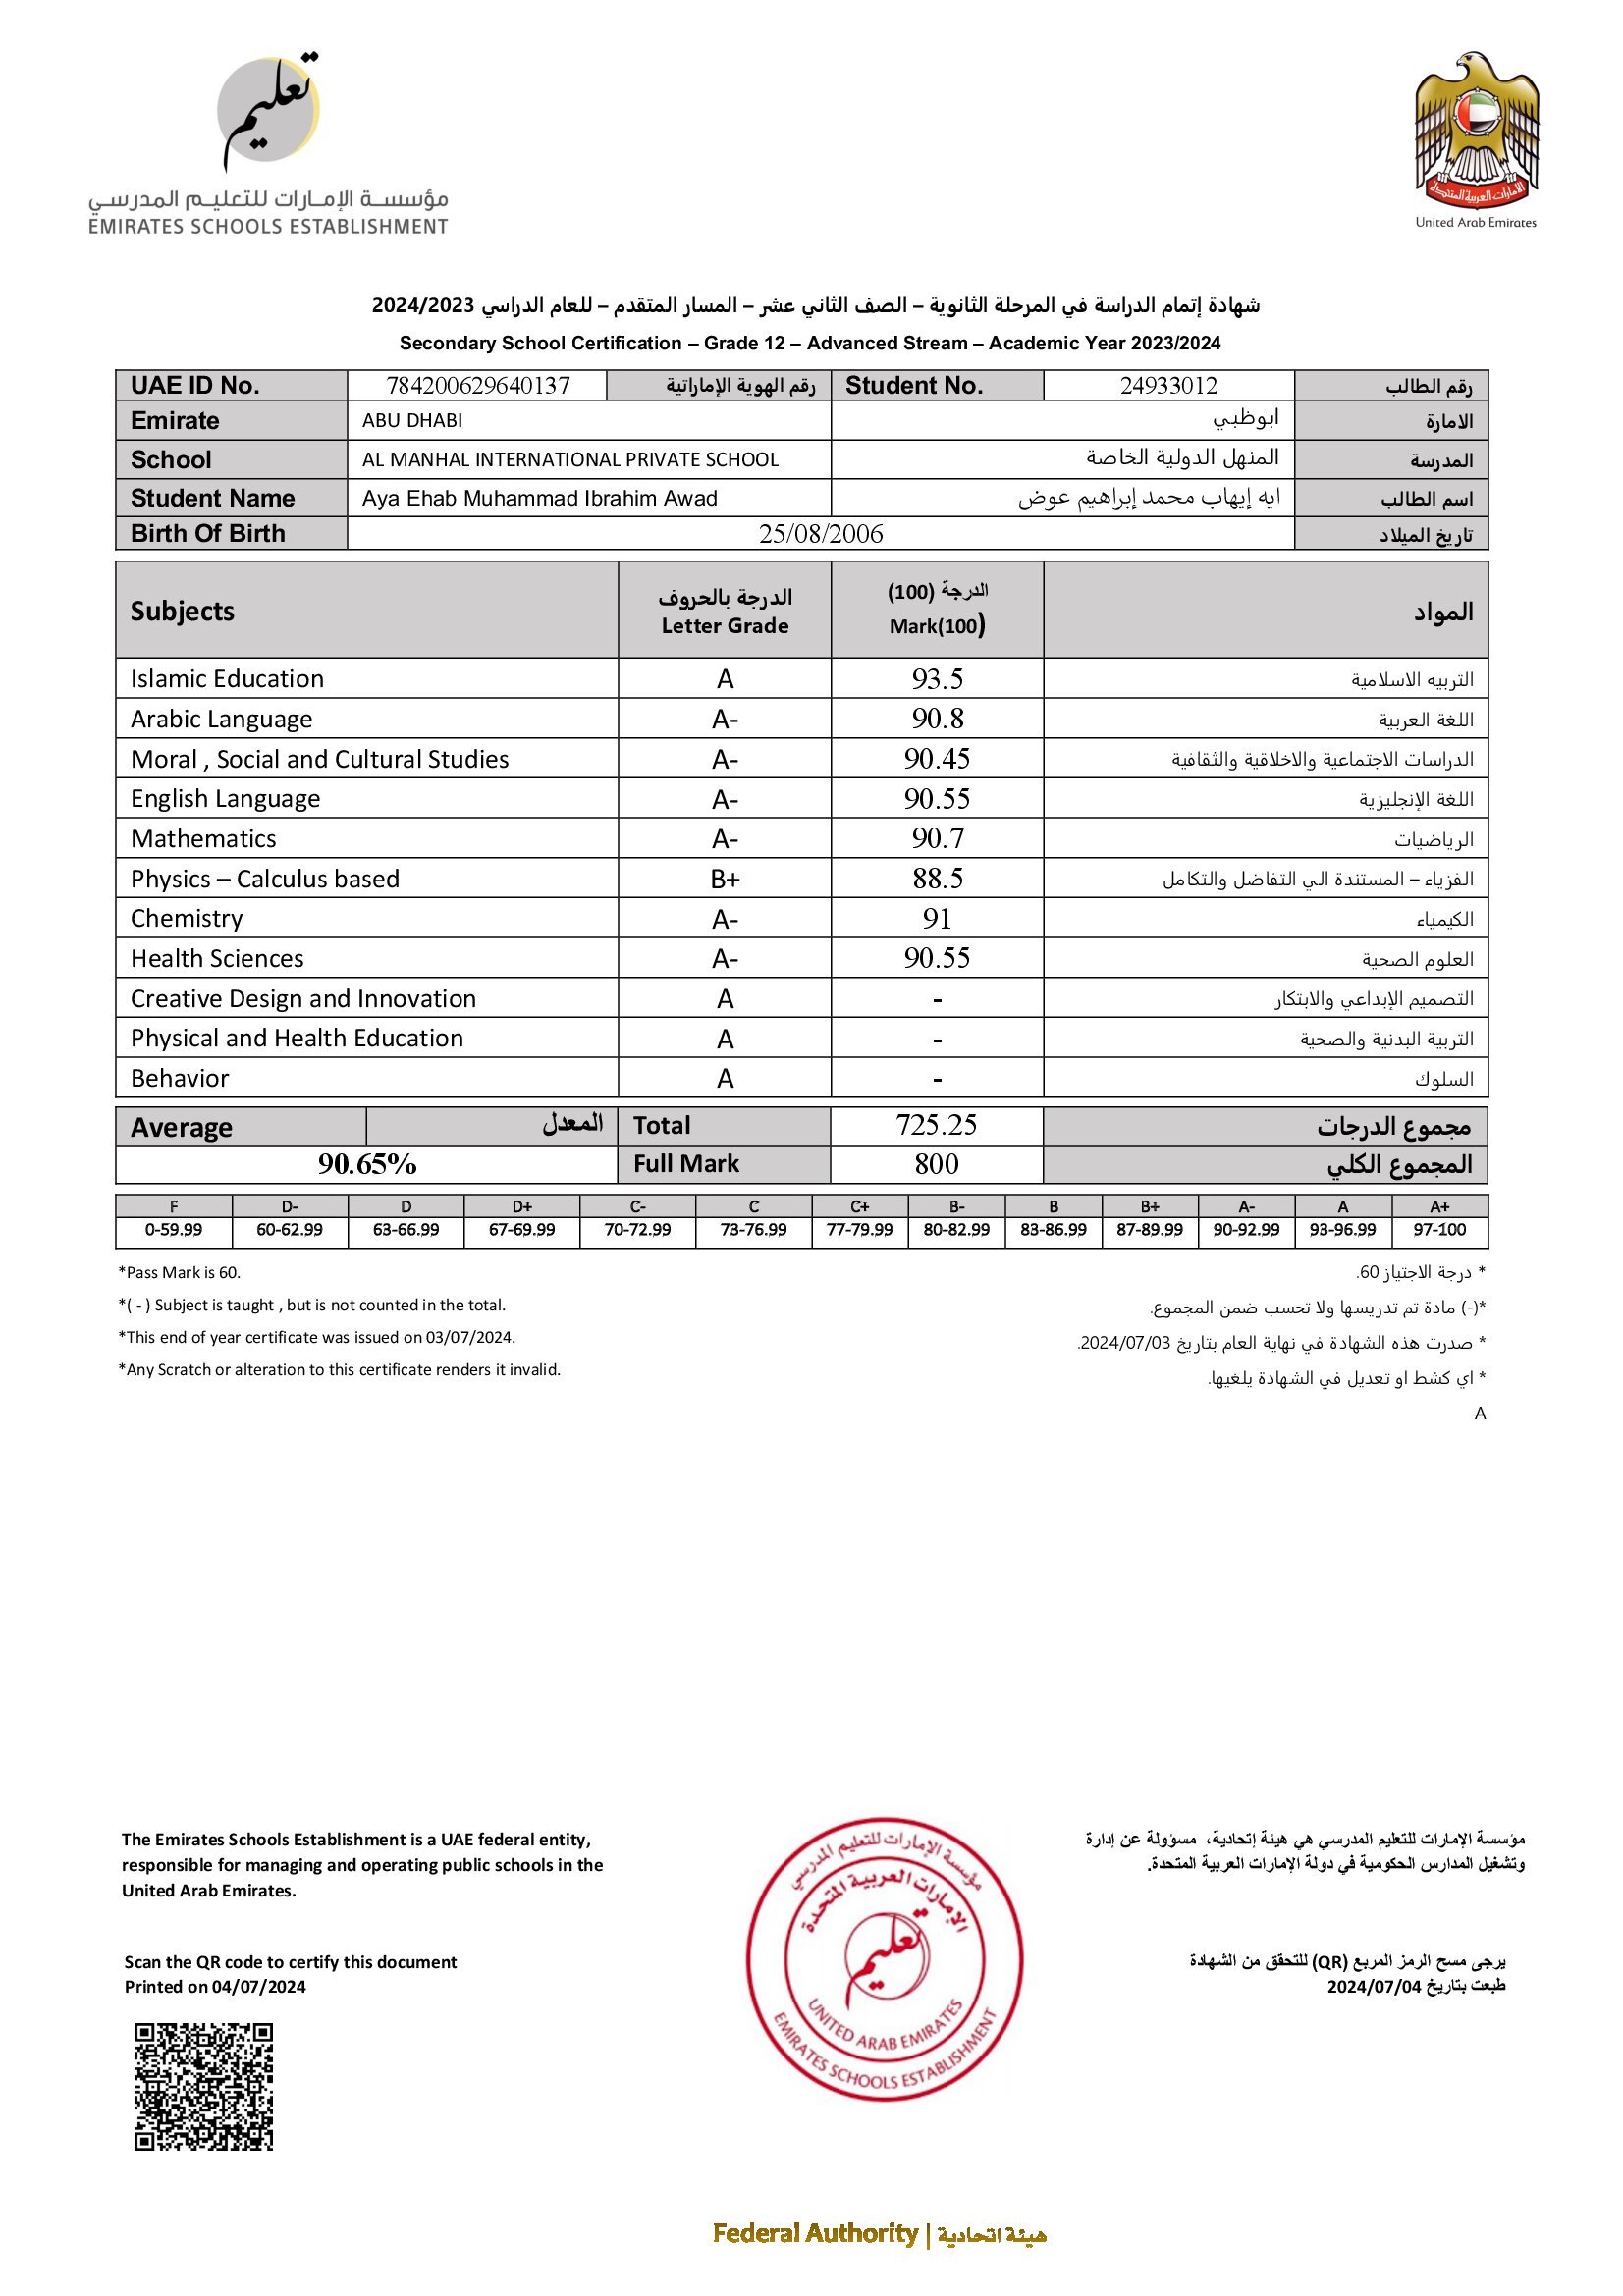 تعليم
مؤسسة الإمارات للتعليم المدرسي
EMIRATES SCHOOLS ESTABLISHMENT
الإمارات العربية المتحدة
United Arab Emirates
شهادة إتمام الدراسة في المرحلة الثانوية – الصف الثاني عشر – المسار المتقدم – للعام الدراسي 2024/2023
Secondary School Certification – Grade 12 – Advanced Stream – Academic Year 2023/2024
UAE ID No. 784200629640137 رقم الهوية الإماراتية Student No. 24933012 رقم الطالب
Emirate ABU DHABI ابوظبي الامارة
School AL MANHAL INTERNATIONAL PRIVATE SCHOOL المنهل الدولية الخاصة المدرسة
Student Name Aya Ehab Muhammad Ibrahim Awad ايه إيهاب محمد إبراهيم عوض اسم الطالب
Birth Of Birth 25/08/2006 تاريخ الميلاد
Subjects الدرجة بالحروف Letter Grade الدرجة (100) Mark(100) المواد
Islamic Education A 93.5 التربيه الاسلامية
Arabic Language A- 90.8 اللغة العربية
Moral , Social and Cultural Studies A- 90.45 الدراسات الاجتماعية والاخلاقية والثقافية
English Language A- 90.55 اللغة الإنجليزية
Mathematics A- 90.7 الرياضيات
Physics – Calculus based B+ 88.5 الفزياء – المستندة الي التفاضل والتكامل
Chemistry A- 91 الكيمياء
Health Sciences A- 90.55 العلوم الصحية
Creative Design and Innovation A - التصميم الإبداعي والابتكار
Physical and Health Education A - التربية البدنية والصحية
Behavior A - السلوك
Average المعدل Total 725.25 مجموع الدرجات
90.65% Full Mark 800 المجموع الكلي
F D- D D+ C- C C+ B- B B+ A- A A+
0-59.99 60-62.99 63-66.99 67-69.99 70-72.99 73-76.99 77-79.99 80-82.99 83-86.99 87-89.99 90-92.99 93-96.99 97-100
*Pass Mark is 60.
*( - ) Subject is taught , but is not counted in the total.
*This end of year certificate was issued on 03/07/2024.
*Any Scratch or alteration to this certificate renders it invalid.
* درجة الاجتياز 60.
*(-) مادة تم تدريسها ولا تحسب ضمن المجموع.
* صدرت هذه الشهادة في نهاية العام بتاريخ 2024/07/03.
* اي كشط او تعديل في الشهادة يلغيها.
A
The Emirates Schools Establishment is a UAE federal entity,
responsible for managing and operating public schools in the
United Arab Emirates.
مؤسسة الإمارات للتعليم المدرسي هي هيئة إتحادية، مسؤولة عن إدارة
وتشغيل المدارس الحكومية في دولة الإمارات العربية المتحدة.
Scan the QR code to certify this document
Printed on 04/07/2024
مؤسسة الإمارات للتعليم المدرسي
الإمارات العربية المتحدة
تعليم
UNITED ARAB EMIRATES
EMIRATES SCHOOLS ESTABLISHMENT
يرجى مسح الرمز المربع (QR) للتحقق من الشهادة
طبعت بتاريخ 2024/07/04
Federal Authority | هيئة اتحادية